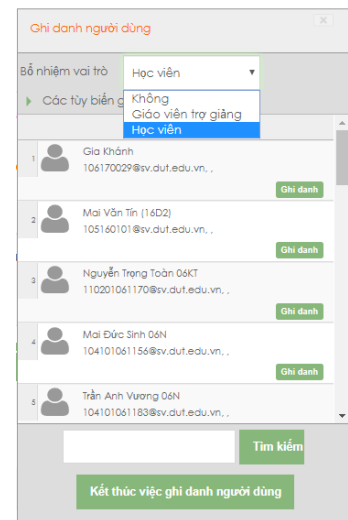 Ghi danh người dùng
x
Bổ nhiệm vai trò Học viên
Các tùy biến g
Không
Giáo viên trợ giảng
Học viên
1 Gia Khánh
106170029@sv.dut.edu.vn, ,
Ghi danh
2 Mai Văn Tín (16D2)
105160101@sv.dut.edu.vn, ,
Ghi danh
3 Nguyễn Trọng Toàn 06KT
110201061170@sv.dut.edu.vn, ,
Ghi danh
4 Mai Đức Sinh 06N
104101061156@sv.dut.edu.vn, ,
Ghi danh
5 Trần Anh Vương 06N
104101061183@sv.dut.edu.vn, ,
Tìm kiếm
Kết thúc việc ghi danh người dùng